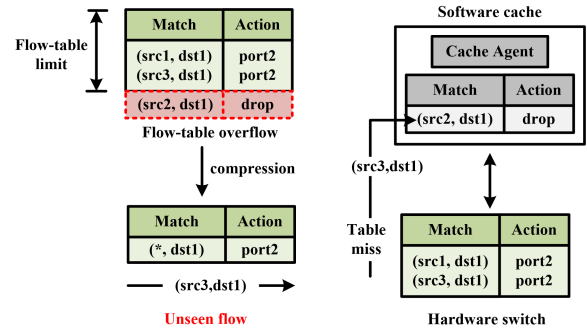 Flow-table
limit
Match Action
(src1, dst1) port2
(src3, dst1) port2
(src2, dst1) drop
Flow-table overflow
compression
Match Action
(*, dst1) port2
(src3,dst1)
Unseen flow
Software cache
Cache Agent
Match Action
(src2, dst1) drop
(src3,dst1)
Table
miss
Match Action
(src1, dst1) port2
(src3, dst1) port2
Hardware switch